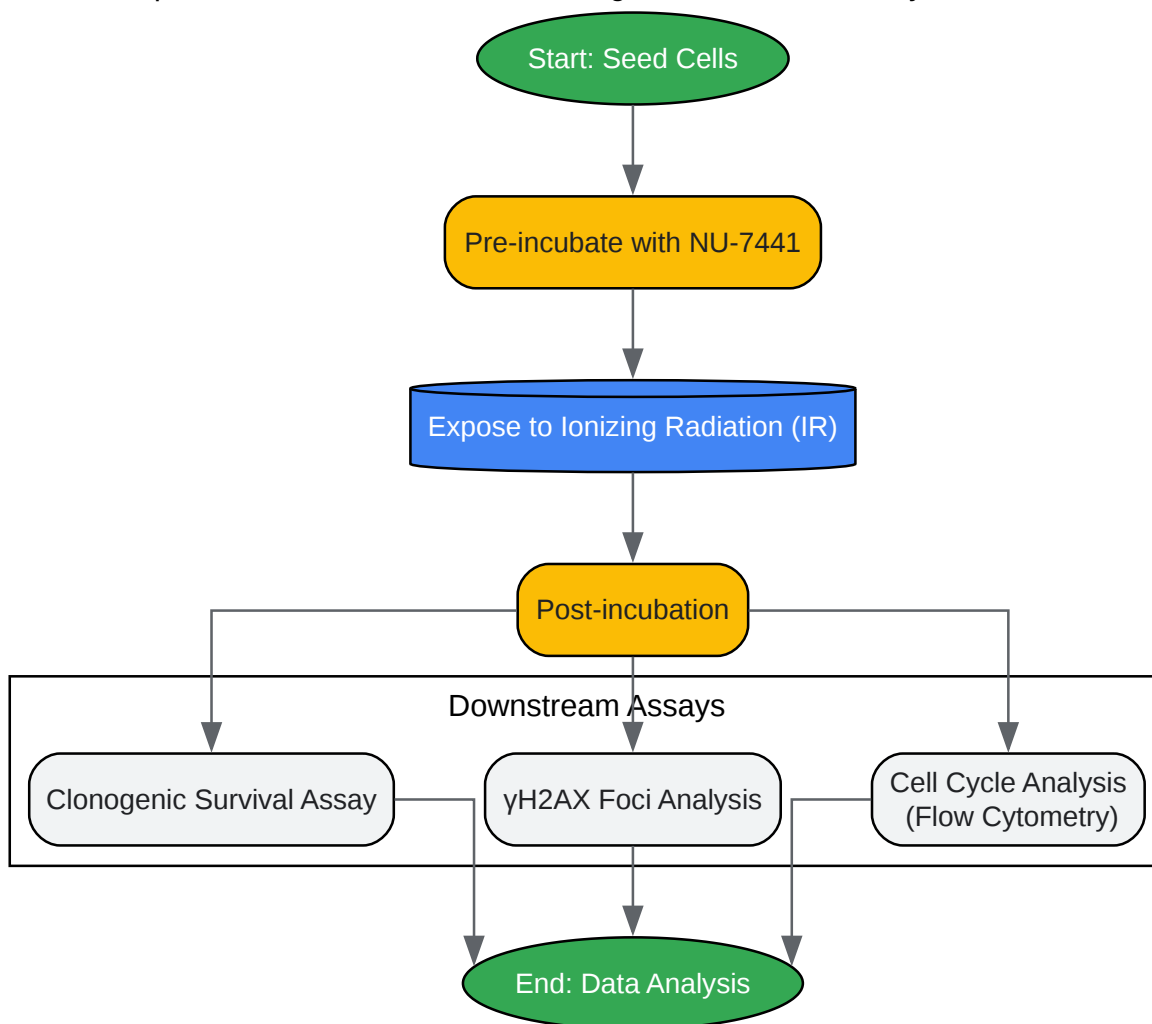 Start: Seed Cells
Pre-incubate with NU-7441
Expose to Ionizing Radiation (IR)
Post-incubation
Downstream Assays
Clonogenic Survival Assay
γH2AX Foci Analysis
Cell Cycle Analysis
(Flow Cytometry)
End: Data Analysis